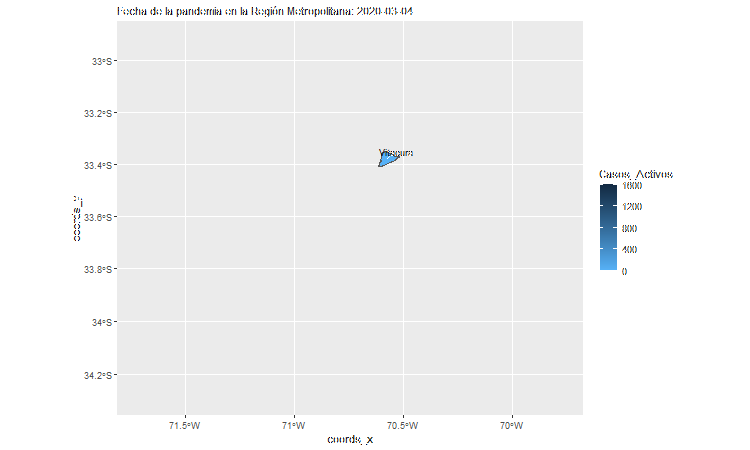 Fecha de la pandemia en la Región Metropolitana: 2020-03-04
33°S
33.2°S
33.4°S
33.6°S
33.8°S
34°S
34.2°S
coords_y
Vitacura
71.5°W
71°W
70.5°W
70°W
coords_x
Casos_Activos
1600
1200
800
400
0